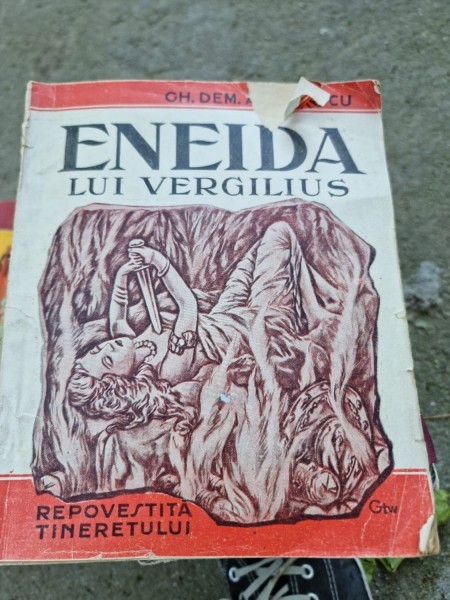 GH. DEM.
ENEIDA
LUI VERGILIUS
REPOVESTITĂ
TINERETULUI
Gtw